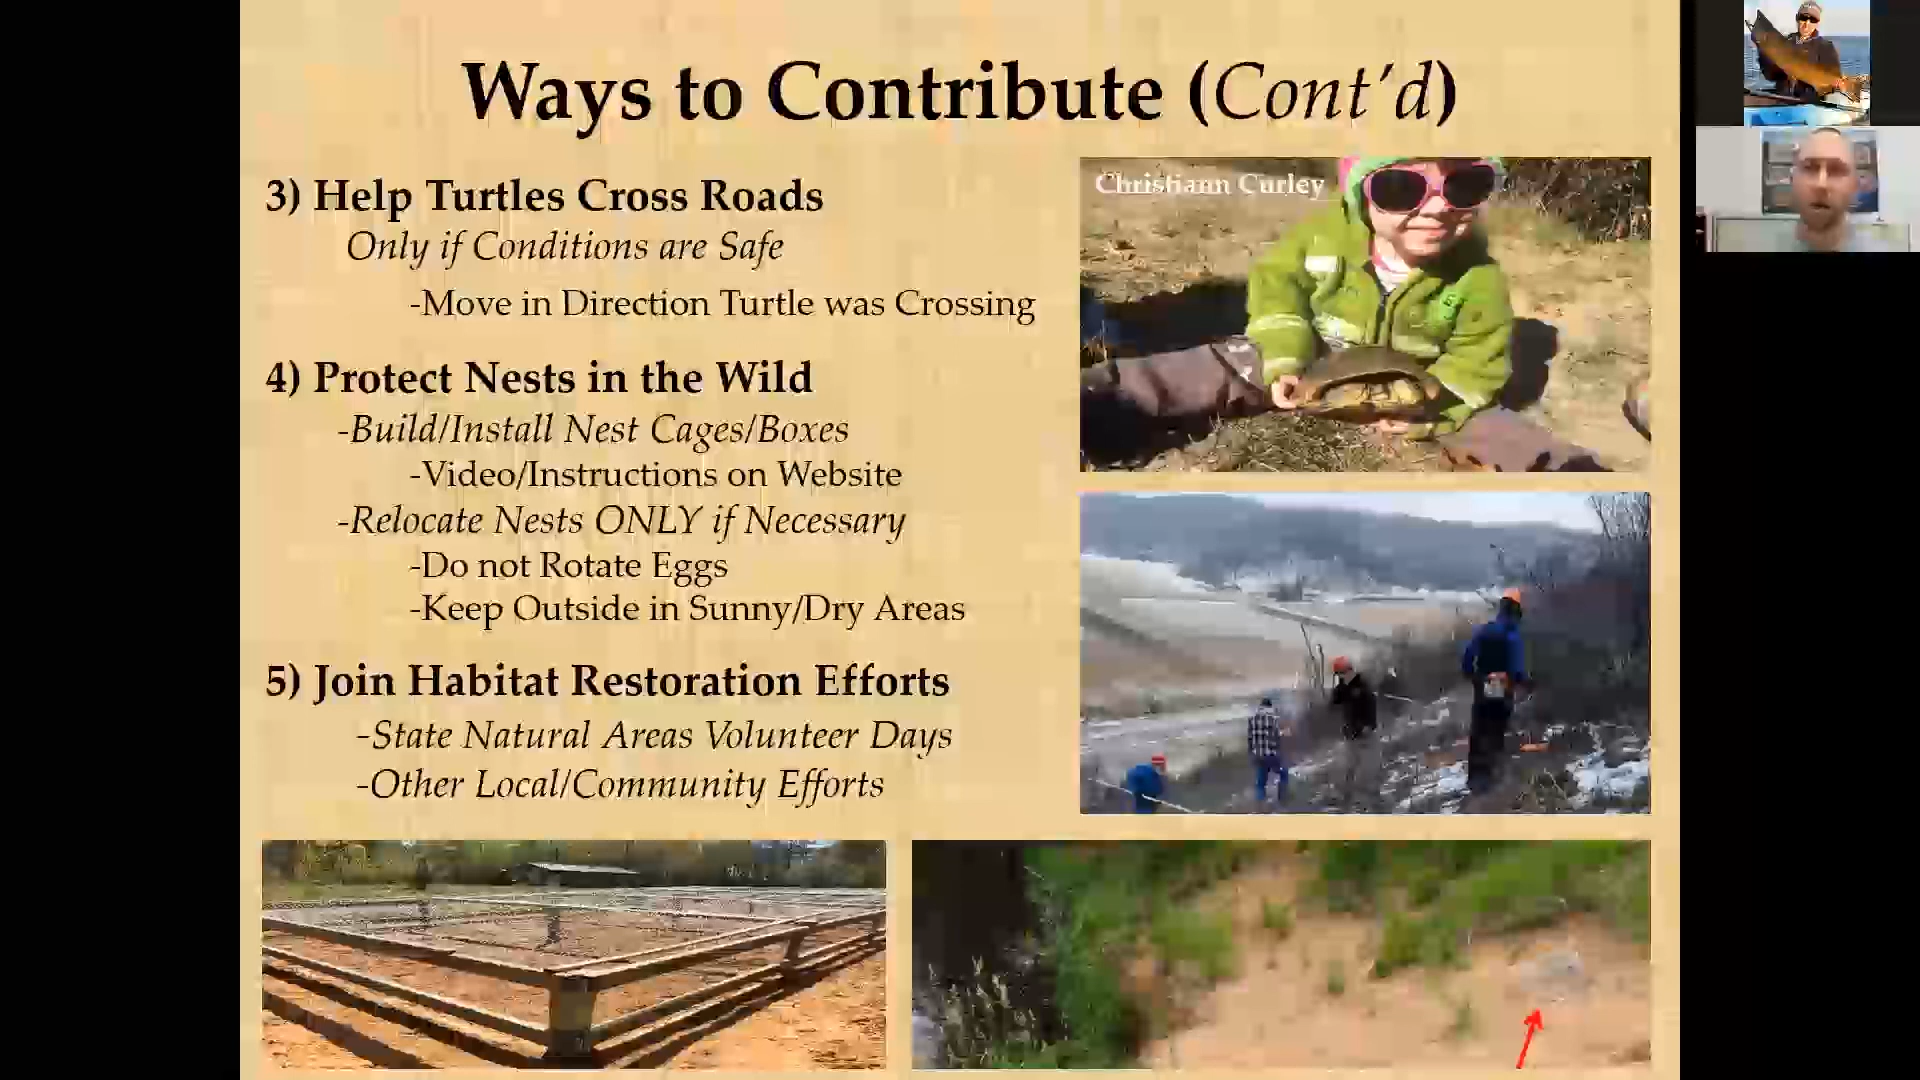 Ways to Contribute (Cont'd)
3) Help Turtles Cross Roads
Only if Conditions are Safe
-Move in Direction Turtle was Crossing
4) Protect Nests in the Wild
-Build/Install Nest Cages/Boxes
-Video/Instructions on Website
-Relocate Nests ONLY if Necessary
-Do not Rotate Eggs
-Keep Outside in Sunny/Dry Areas
5) Join Habitat Restoration Efforts
-State Natural Areas Volunteer Days
-Other Local/Community Efforts
Christiann Curley